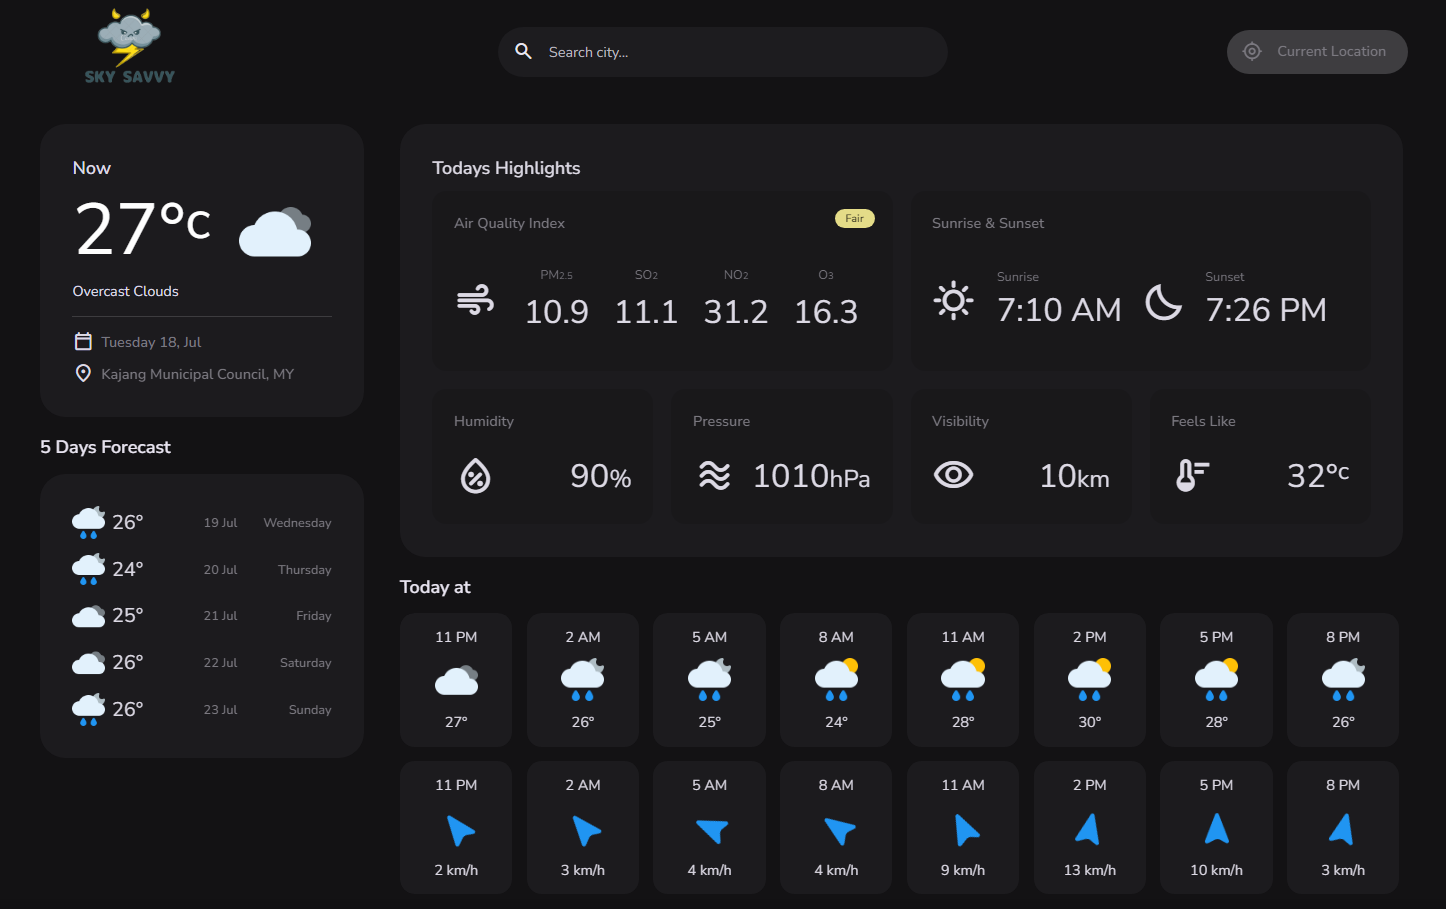 SKY SAVVY
Search city...
Current Location
Now
27°c
Overcast Clouds
Tuesday 18, Jul
Kajang Municipal Council, MY
5 Days Forecast
26° 19 Jul Wednesday
24° 20 Jul Thursday
25° 21 Jul Friday
26° 22 Jul Saturday
26° 23 Jul Sunday
Todays Highlights
Air Quality Index Fair
PM2.5 SO2 NO2 O3
10.9 11.1 31.2 16.3
Sunrise & Sunset
Sunrise Sunset
7:10 AM 7:26 PM
Humidity
90%
Pressure
1010hPa
Visibility
10km
Feels Like
32°c
Today at
11 PM 2 AM 5 AM 8 AM 11 AM 2 PM 5 PM 8 PM
27° 26° 25° 24° 28° 30° 28° 26°
11 PM 2 AM 5 AM 8 AM 11 AM 2 PM 5 PM 8 PM
2 km/h 3 km/h 4 km/h 4 km/h 9 km/h 13 km/h 10 km/h 3 km/h